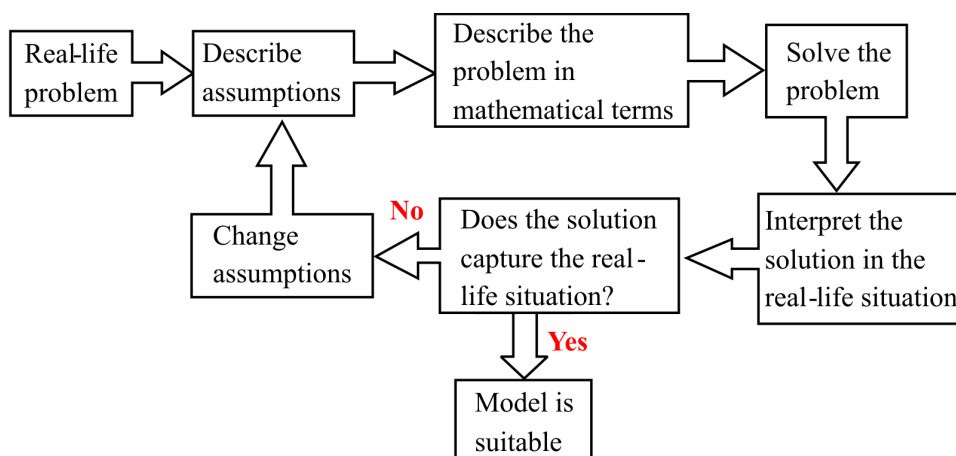 Real-life
problem
Describe
assumptions
Describe the
problem in
mathematical terms
Solve the
problem
Interpret the
solution in the
real-life situation
Does the solution
capture the real-
life situation?
No
Change
assumptions
Yes
Model is
suitable